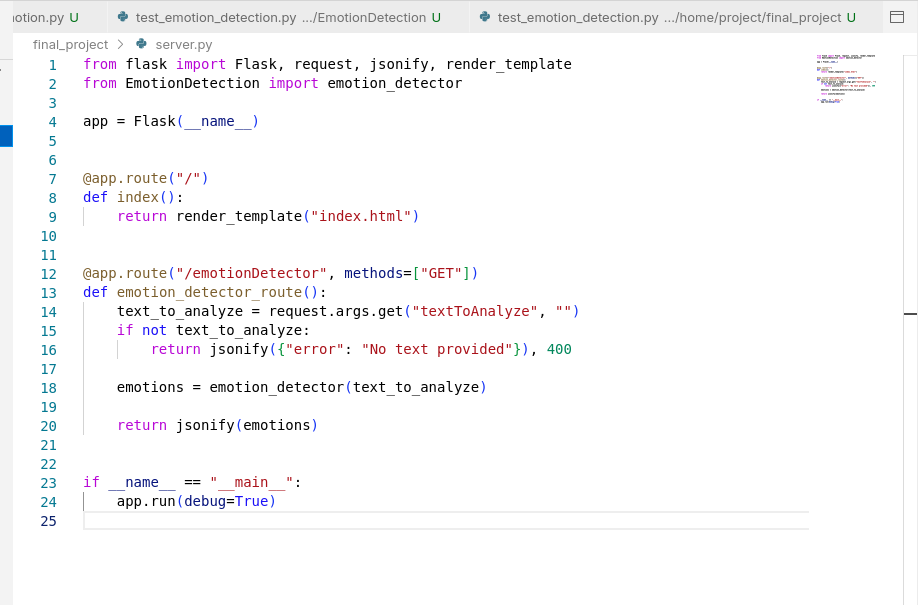 otion.py U test_emotion_detection.py .../EmotionDetection U test_emotion_detection.py .../home/project/final_project U
final_project > server.py
1 from flask import Flask, request, jsonify, render_template
2 from EmotionDetection import emotion_detector
3
4 app = Flask(__name__)
5
6
7 @app.route("/")
8 def index():
9     return render_template("index.html")
10
11
12 @app.route("/emotionDetector", methods=["GET"])
13 def emotion_detector_route():
14     text_to_analyze = request.args.get("textToAnalyze", "")
15     if not text_to_analyze:
16         return jsonify({"error": "No text provided"}), 400
17
18     emotions = emotion_detector(text_to_analyze)
19
20     return jsonify(emotions)
21
22
23 if __name__ == "__main__":
24     app.run(debug=True)
25